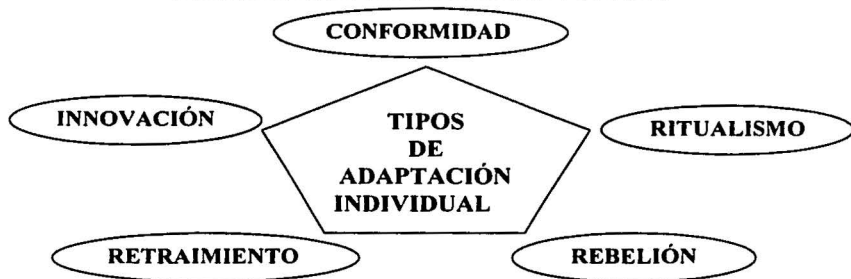 CONFORMIDAD
INNOVACIÓN
TIPOS
DE
ADAPTACIÓN
INDIVIDUAL
RITUALISMO
RETRAIMIENTO
REBELIÓN